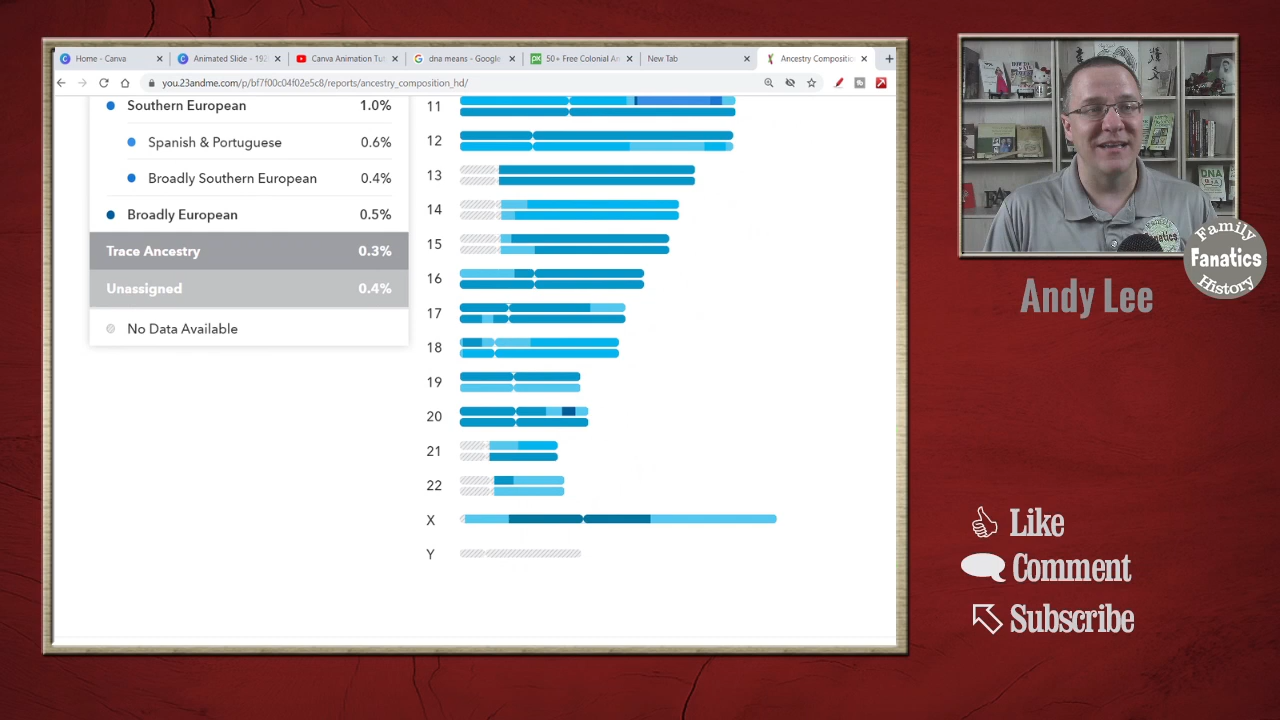 Home - Canva
Animated Slide - 192
Canva Animation Tut
dna means - Google
50+ Free Colonial An
New Tab
Ancestry Composition
you.23andme.com/p/bf7f00c04f02e5c8/reports/ancestry_composition_hd/
Southern European 1.0%
Spanish & Portuguese 0.6%
Broadly Southern European 0.4%
Broadly European 0.5%
Trace Ancestry 0.3%
Unassigned 0.4%
No Data Available
11
12
13
14
15
16
17
18
19
20
21
22
X
Y
DNA
Family
Fanatics
History
Andy Lee
Like
Comment
Subscribe